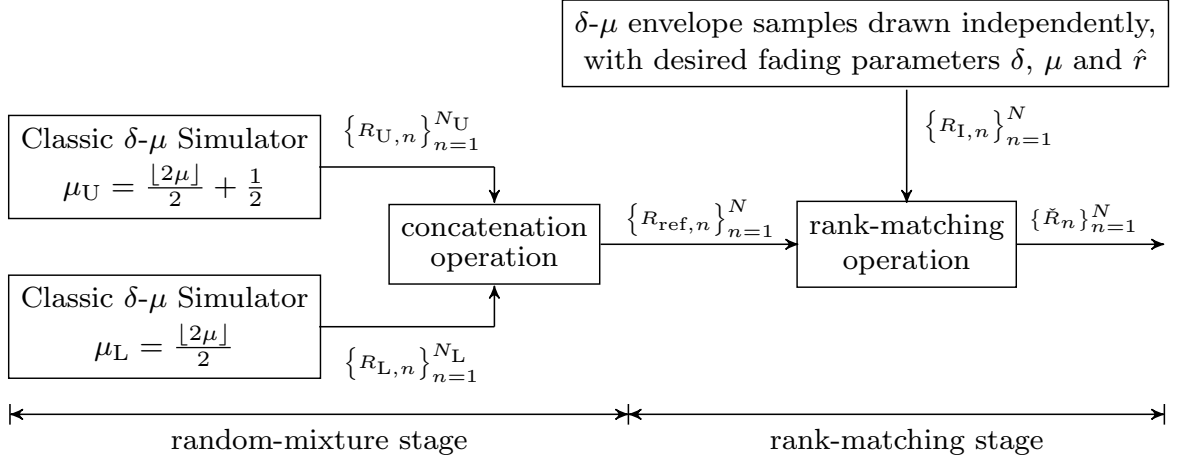 δ-μ envelope samples drawn independently,
with desired fading parameters δ, μ and r̂
Classic δ-μ Simulator
μ_U = ⌊2μ⌋/2 + 1/2
{R_{U,n}}_{n=1}^{N_U}
{R_{I,n}}_{n=1}^{N}
concatenation
operation
{R_{ref,n}}_{n=1}^{N}
rank-matching
operation
{Ř_n}_{n=1}^{N}
Classic δ-μ Simulator
μ_L = ⌊2μ⌋/2
{R_{L,n}}_{n=1}^{N_L}
random-mixture stage
rank-matching stage